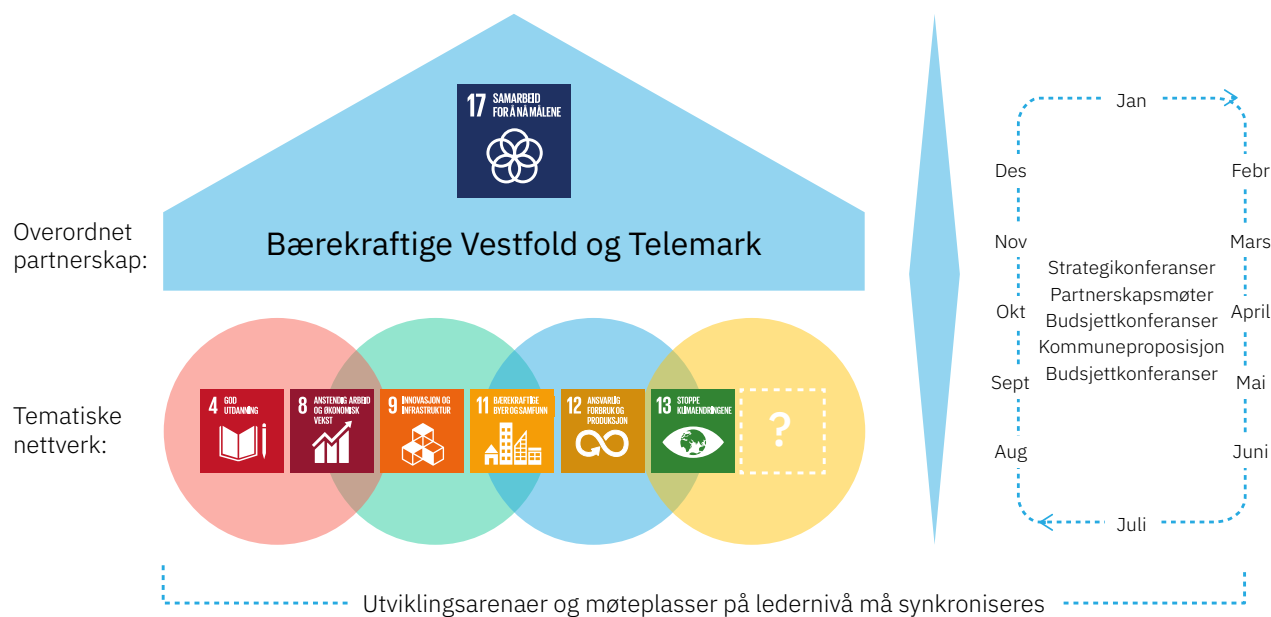 17 SAMARBEID
FOR Å NÅ MÅLENE
Overordnet
partnerskap:
Bærekraftige Vestfold og Telemark
Tematiske
nettverk:
4 GOD
UTDANNING
8 ANSTENDIG ARBEID
OG ØKONOMISK
VEKST
9 INNOVASJON OG
INFRASTRUKTUR
11 BÆREKRAFTIGE
BYER OG SAMFUNN
12 ANSVARLIG
FORBRUK OG
PRODUKSJON
13 STOPPE
KLIMAENDRINGENE
?
Jan
Febr
Mars
April
Mai
Juni
Juli
Aug
Sept
Okt
Nov
Des
Strategikonferanser
Partnerskapsmøter
Budsjettkonferanser
Kommuneproposisjon
Budsjettkonferanser
Utviklingsarenaer og møteplasser på ledernivå må synkroniseres